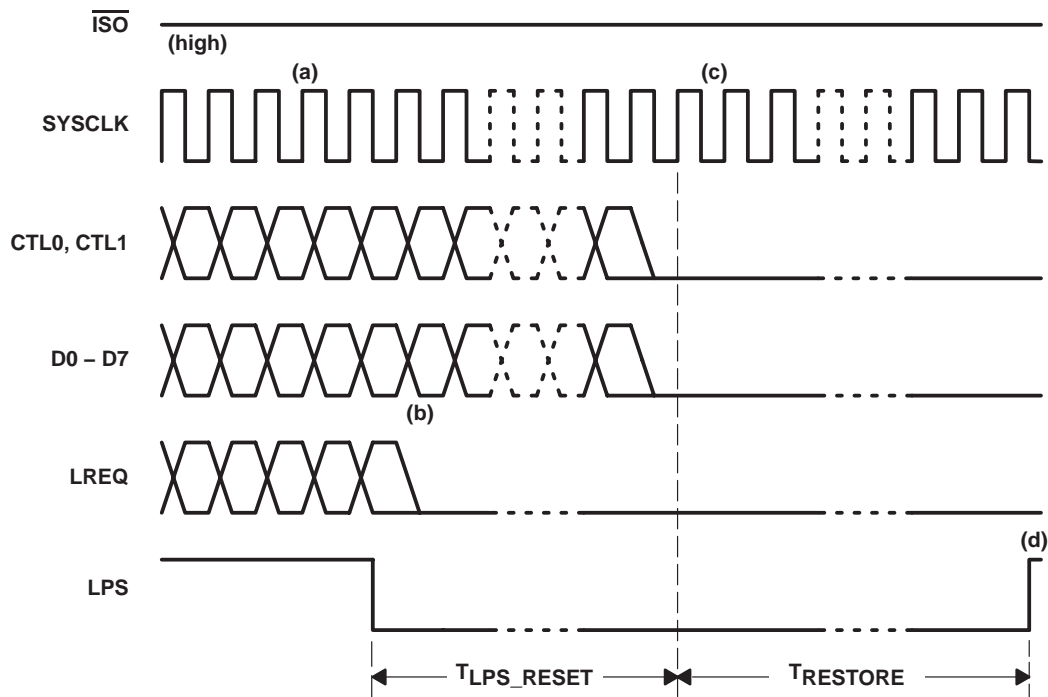 ISO
(high)
(a)
(c)
SYSCLK
CTL0, CTL1
D0 – D7
(b)
LREQ
(d)
LPS
TLPS_RESET
TRESTORE